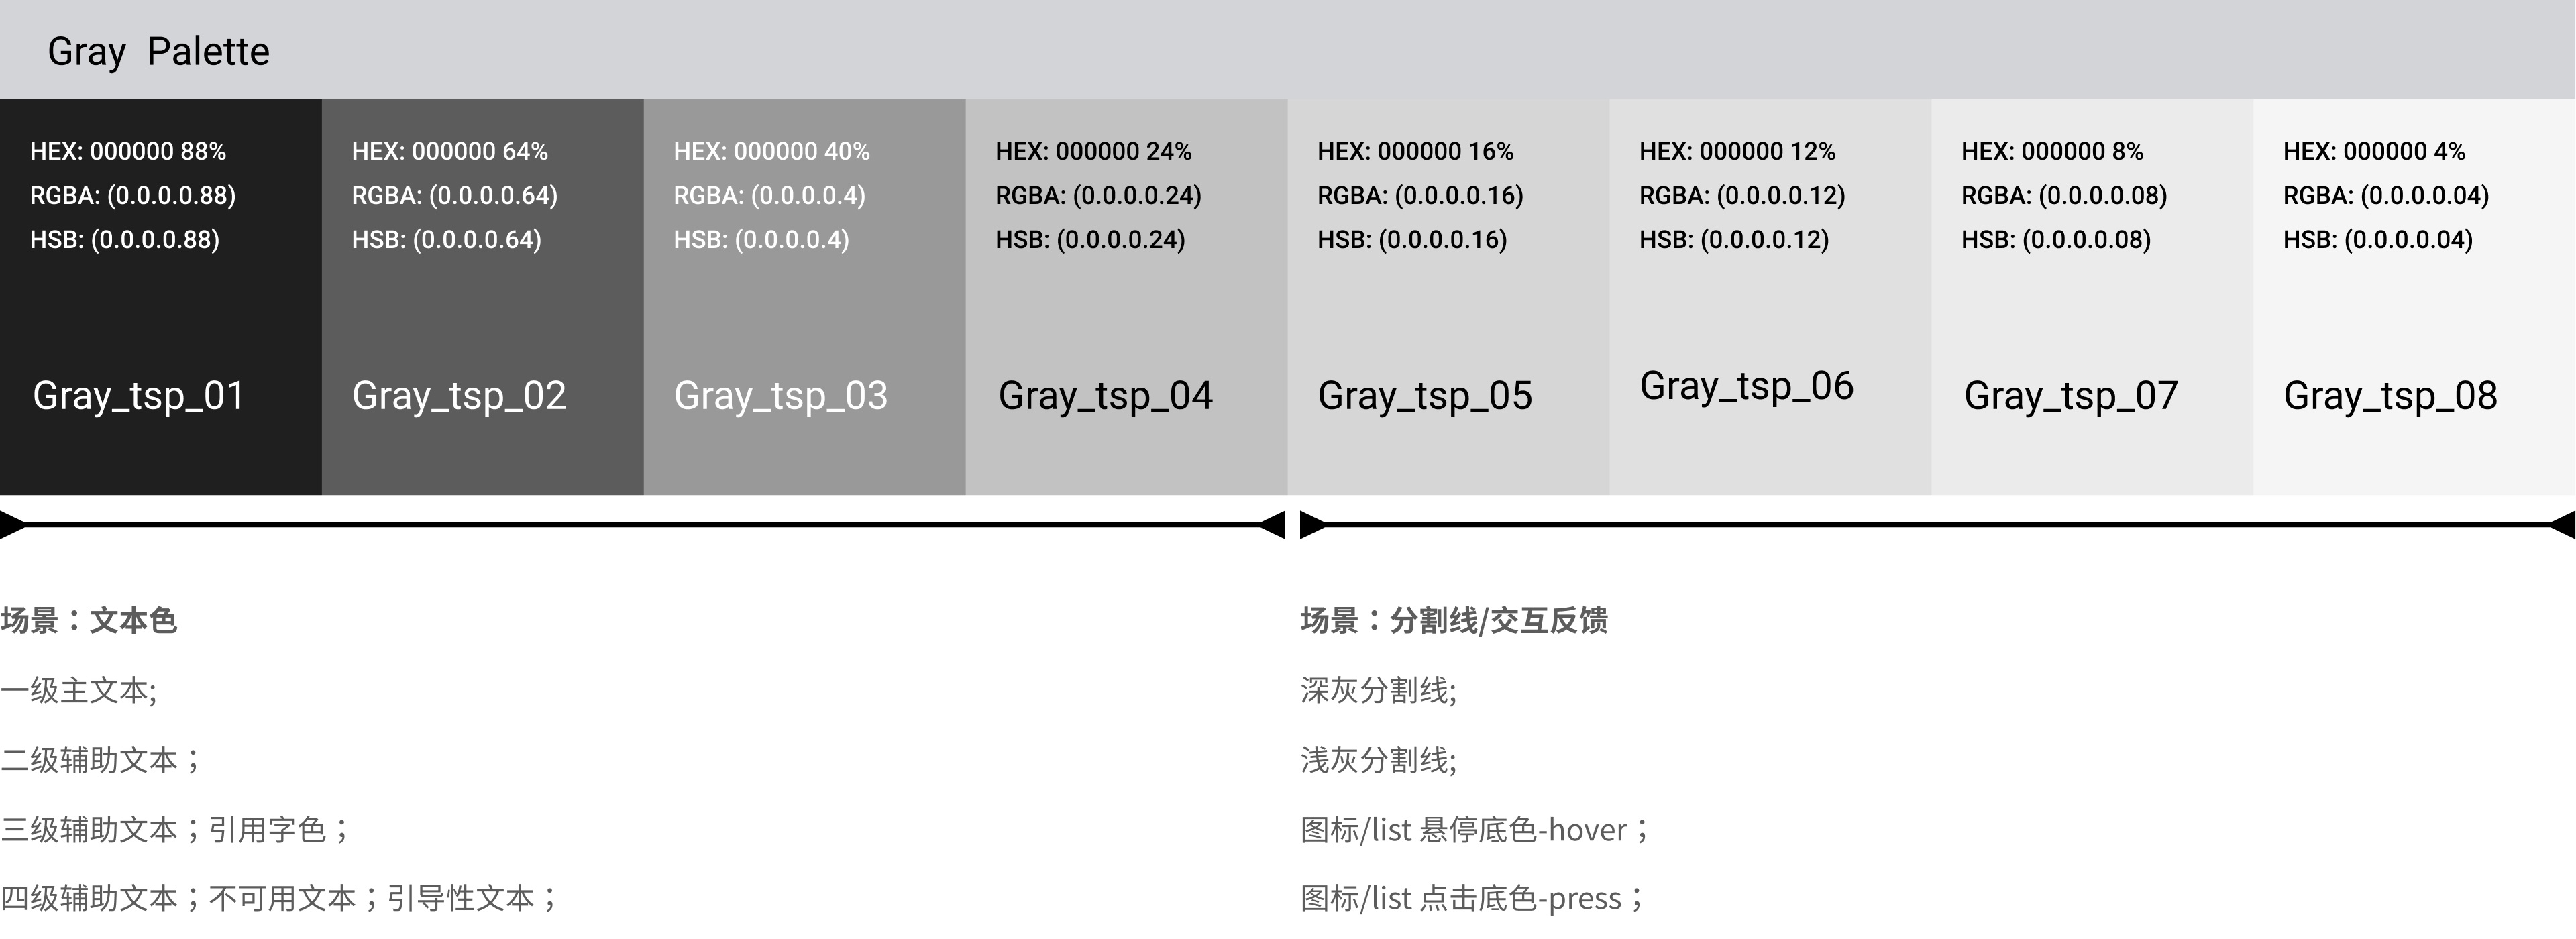 Gray  Palette
HEX: 000000 88%
RGBA: (0.0.0.0.88)
HSB: (0.0.0.0.88)
Gray_tsp_01
HEX: 000000 64%
RGBA: (0.0.0.0.64)
HSB: (0.0.0.0.64)
Gray_tsp_02
HEX: 000000 40%
RGBA: (0.0.0.0.4)
HSB: (0.0.0.0.4)
Gray_tsp_03
HEX: 000000 24%
RGBA: (0.0.0.0.24)
HSB: (0.0.0.0.24)
Gray_tsp_04
HEX: 000000 16%
RGBA: (0.0.0.0.16)
HSB: (0.0.0.0.16)
Gray_tsp_05
HEX: 000000 12%
RGBA: (0.0.0.0.12)
HSB: (0.0.0.0.12)
Gray_tsp_06
HEX: 000000 8%
RGBA: (0.0.0.0.08)
HSB: (0.0.0.0.08)
Gray_tsp_07
HEX: 000000 4%
RGBA: (0.0.0.0.04)
HSB: (0.0.0.0.04)
Gray_tsp_08
场景：文本色
一级主文本;
二级辅助文本；
三级辅助文本；引用字色；
四级辅助文本；不可用文本；引导性文本；
场景：分割线/交互反馈
深灰分割线;
浅灰分割线;
图标/list 悬停底色-hover；
图标/list 点击底色-press；